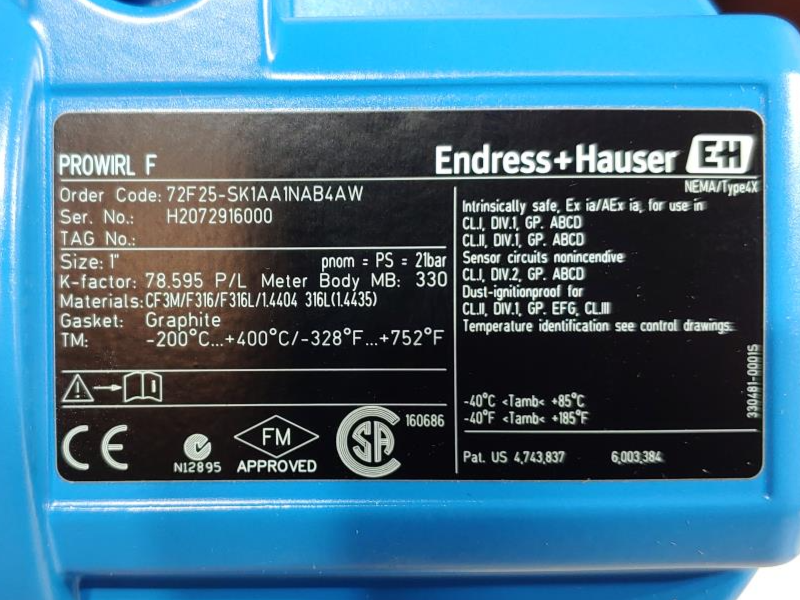 PROWIRL F
Endress+Hauser EH
NEMA/Type4X
Order Code: 72F25-SK1AA1NAB4AW
Ser. No.: H2072916000
TAG No.:
Size: 1" pnom = PS = 21bar
K-factor: 78.595 P/L Meter Body MB: 330
Materials: CF3M/F316/F316L/1.4404 316L(1.4435)
Gasket: Graphite
TM: -200°C...+400°C/-328°F...+752°F
N12895
FM
APPROVED
SA
160686
Intrinsically safe, Ex ia/AEx ia, for use in
CL.I, DIV.1, GP. ABCD
CL.II, DIV.1, GP. ABCD
Sensor circuits nonincendive
CL.I, DIV.2, GP. ABCD
Dust-ignitionproof for
CL.II, DIV.1, GP. EFG, CL.III
Temperature identification see control drawings.
-40°C <Tamb< +85°C
-40°F <Tamb< +185°F
Pat. US 4,743,837 6,003,384
330481-0001S